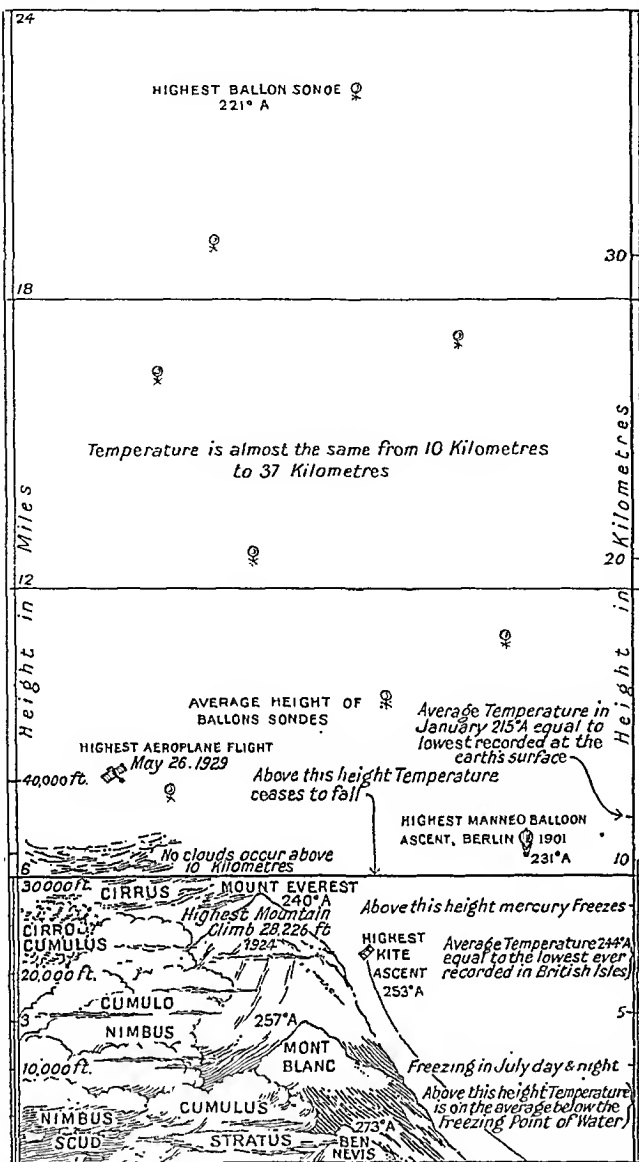 24
HIGHEST BALLON SONDE
221° A
30
18
Temperature is almost the same from 10 Kilometres
to 37 Kilometres
Height in Miles
Height in Kilometres
20
12
AVERAGE HEIGHT OF
BALLONS SONDES
Average Temperature in
January 215°A equal to
lowest recorded at the
earth's surface
HIGHEST AEROPLANE FLIGHT
May 26. 1929
40,000 ft.
Above this height Temperature
ceases to fall
HIGHEST MANNED BALLOON
ASCENT, BERLIN 1901
231°A
No clouds occur above
10 Kilometres
10
6
30000 ft.
CIRRUS
MOUNT EVEREST
240°A
Above this height mercury Freezes
Highest Mountain
Climb 28,226 ft
1924
CIRRO
CUMULUS
HIGHEST
KITE
ASCENT
253°A
Average Temperature 244°A
equal to the lowest ever
recorded in British Isles)
20,000 ft.
CUMULO
NIMBUS
3
5
257°A
MONT
BLANC
10,000 ft.
Freezing in July day & night
Above this height Temperature
is on the average below the
Freezing Point of Water)
CUMULUS
NIMBUS
SCUD
STRATUS
273°A
BEN
NEVIS